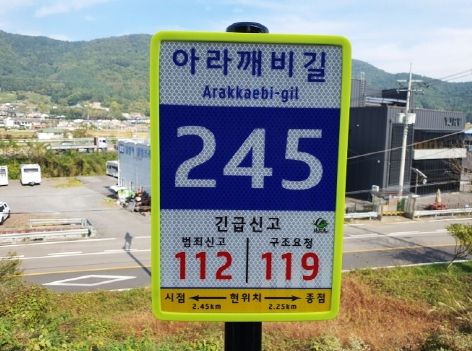 아라깨비길
Arakkaebi-gil
245
긴급신고
범죄신고 구조요청
112 119
시점 현위치 종점
2.45km 2.25km